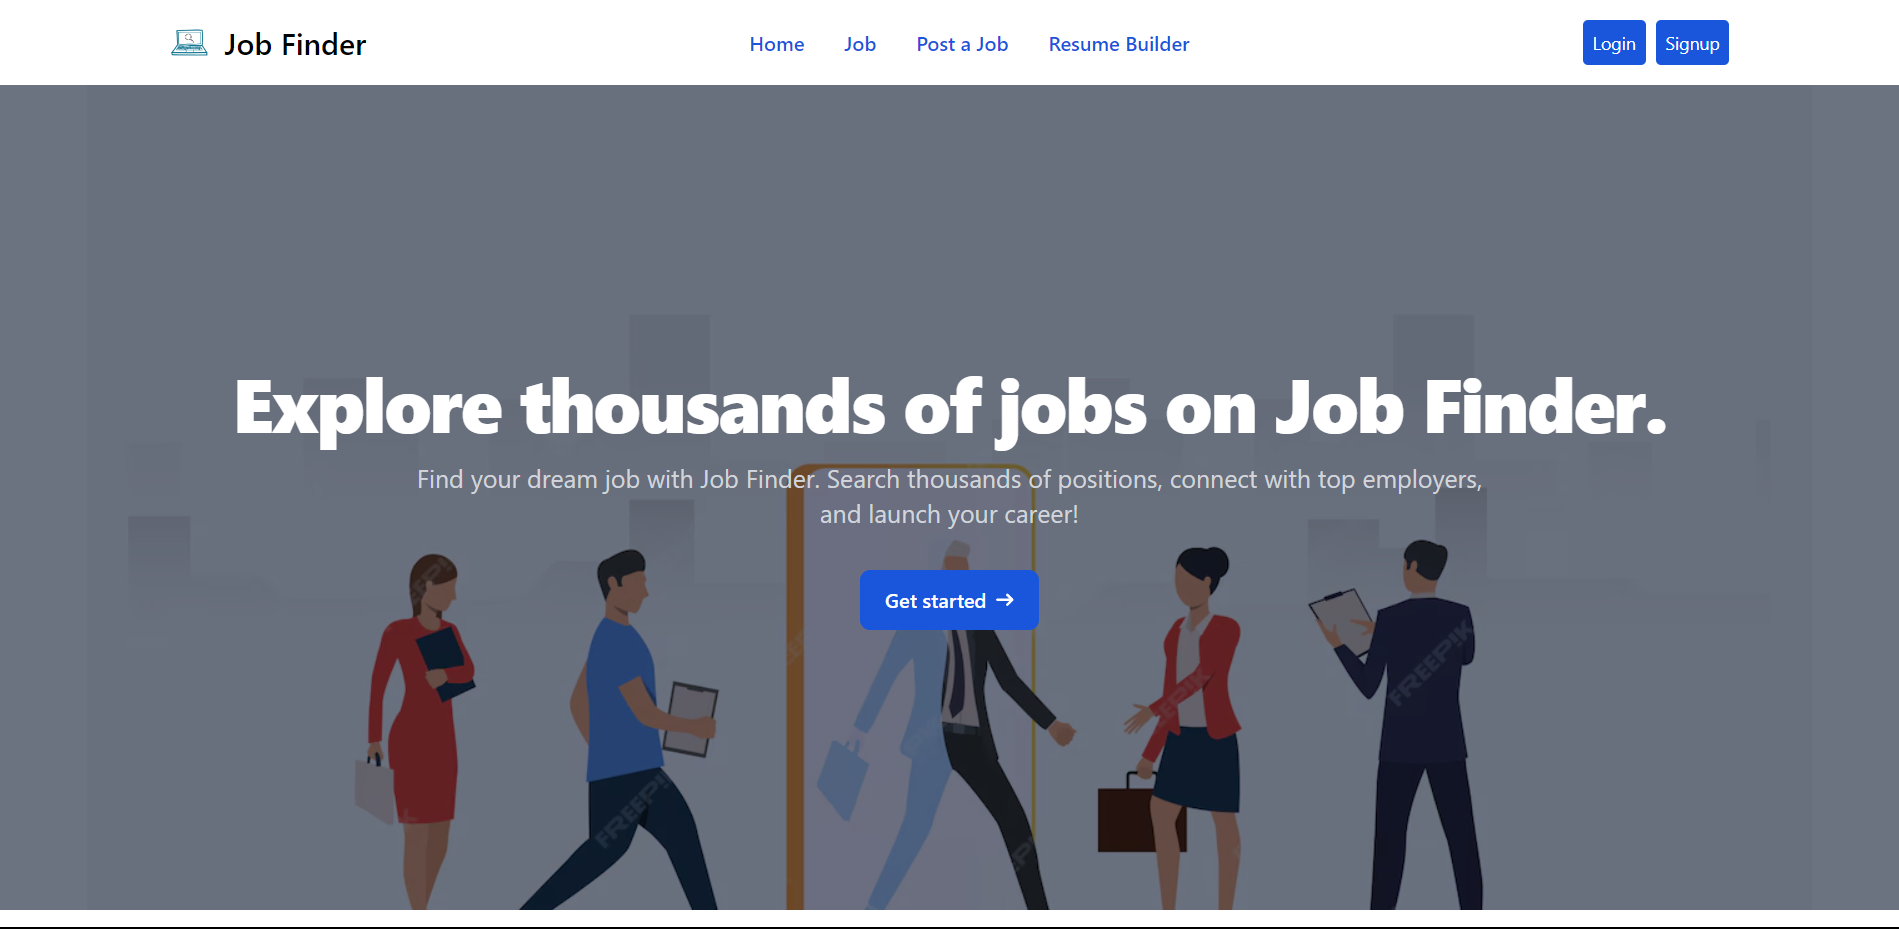 Job Finder
Home
Job
Post a Job
Resume Builder
Login
Signup
Explore thousands of jobs on Job Finder.
Find your dream job with Job Finder. Search thousands of positions, connect with top employers,
and launch your career!
Get started →
FREEPIK
FREEPIK